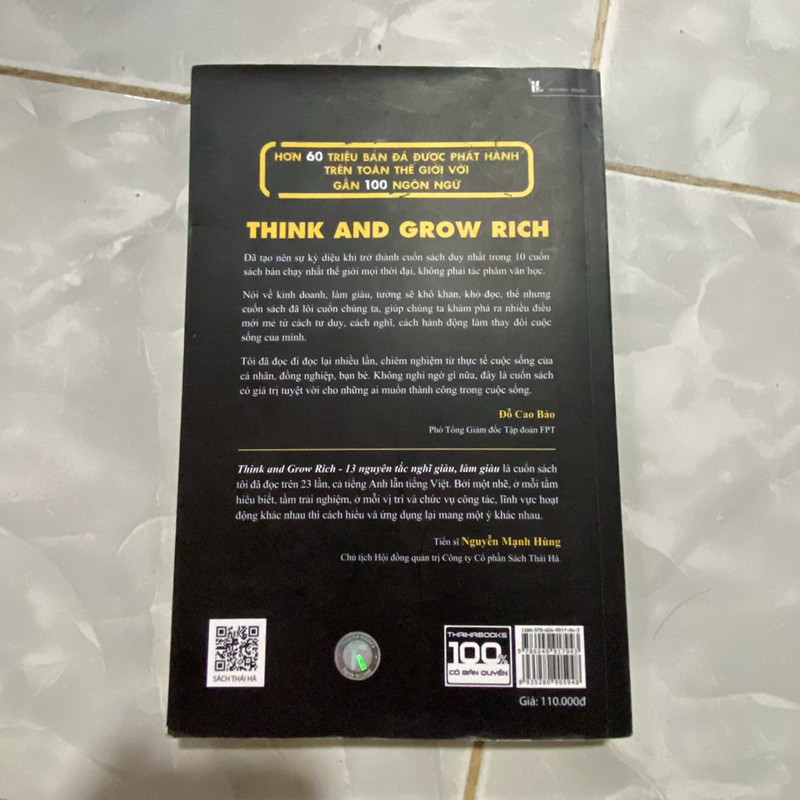 HƠN 60 TRIỆU BẢN ĐÃ ĐƯỢC PHÁT HÀNH
TRÊN TOÀN THẾ GIỚI VỚI
GẦN 100 NGÔN NGỮ
THINK AND GROW RICH
Đã tạo nên sự kỳ diệu khi trở thành cuốn sách duy nhất trong 10 cuốn
sách bán chạy nhất thế giới mọi thời đại, không phải tác phẩm văn học.
Nói về kinh doanh, làm giàu, tưởng sẽ khô khan, khó đọc, thế nhưng
cuốn sách đã lôi cuốn chúng ta, giúp chúng ta khám phá ra nhiều điều
mới mẻ từ cách tư duy, cách nghĩ, cách hành động làm thay đổi cuộc
sống của mình.
Tôi đã đọc đi đọc lại nhiều lần, chiêm nghiệm từ thực tế cuộc sống của
cá nhân, đồng nghiệp, bạn bè. Không nghi ngờ gì nữa, đây là cuốn sách
có giá trị tuyệt vời cho những ai muốn thành công trong cuộc sống.
Đỗ Cao Bảo
Phó Tổng Giám đốc Tập đoàn FPT
Think and Grow Rich - 13 nguyên tắc nghĩ giàu, làm giàu là cuốn sách
tôi đã đọc trên 23 lần, cả tiếng Anh lẫn tiếng Việt. Bởi một nhẽ, ở mỗi tầm
hiểu biết, tầm trải nghiệm, ở mỗi vị trí và chức vụ công tác, lĩnh vực hoạt
động khác nhau thì cách hiểu và ứng dụng lại mang một ý khác nhau.
Tiến sĩ Nguyễn Mạnh Hùng
Chủ tịch Hội đồng quản trị Công ty Cổ phần Sách Thái Hà
SÁCH THÁI HÀ
THAIHABOOKS
100%
CÓ BẢN QUYỀN
Giá: 110.000đ